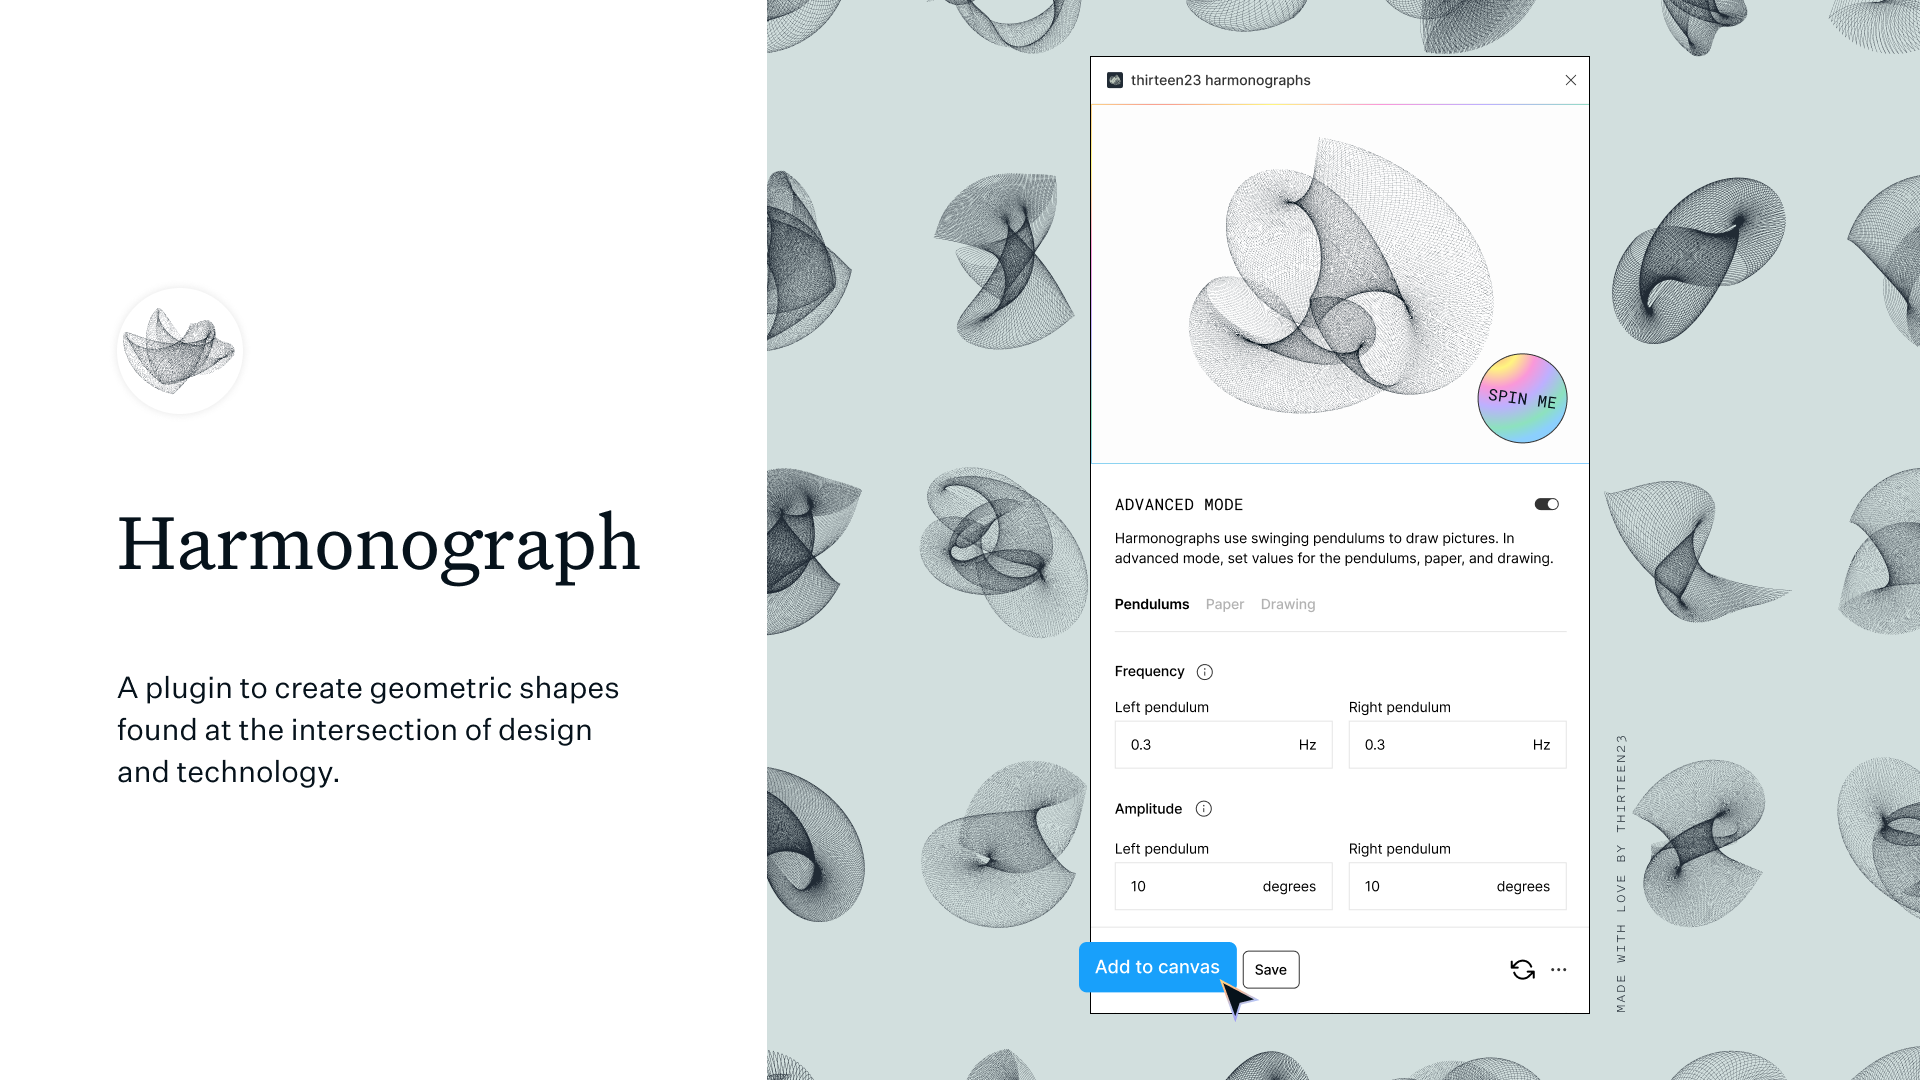 Harmonograph
A plugin to create geometric shapes
found at the intersection of design
and technology.
thirteen23 harmonographs
SPIN ME
ADVANCED MODE
Harmonographs use swinging pendulums to draw pictures. In
advanced mode, set values for the pendulums, paper, and drawing.
Pendulums Paper Drawing
Frequency
Left pendulum Right pendulum
0.3 Hz 0.3 Hz
Amplitude
Left pendulum Right pendulum
10 degrees 10 degrees
Add to canvas Save
MADE WITH LOVE BY THIRTEEN23